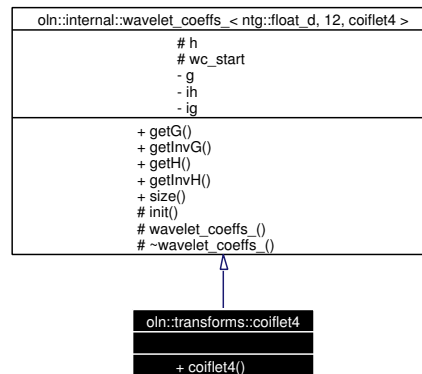 oln::internal::wavelet_coeffs_< ntg::float_d, 12, coiflet4 >
# h
# wc_start
- g
- ih
- ig
+ getG()
+ getInvG()
+ getH()
+ getInvH()
+ size()
# init()
# wavelet_coeffs_()
# ~wavelet_coeffs_()
oln::transforms::coiflet4
+ coiflet4()